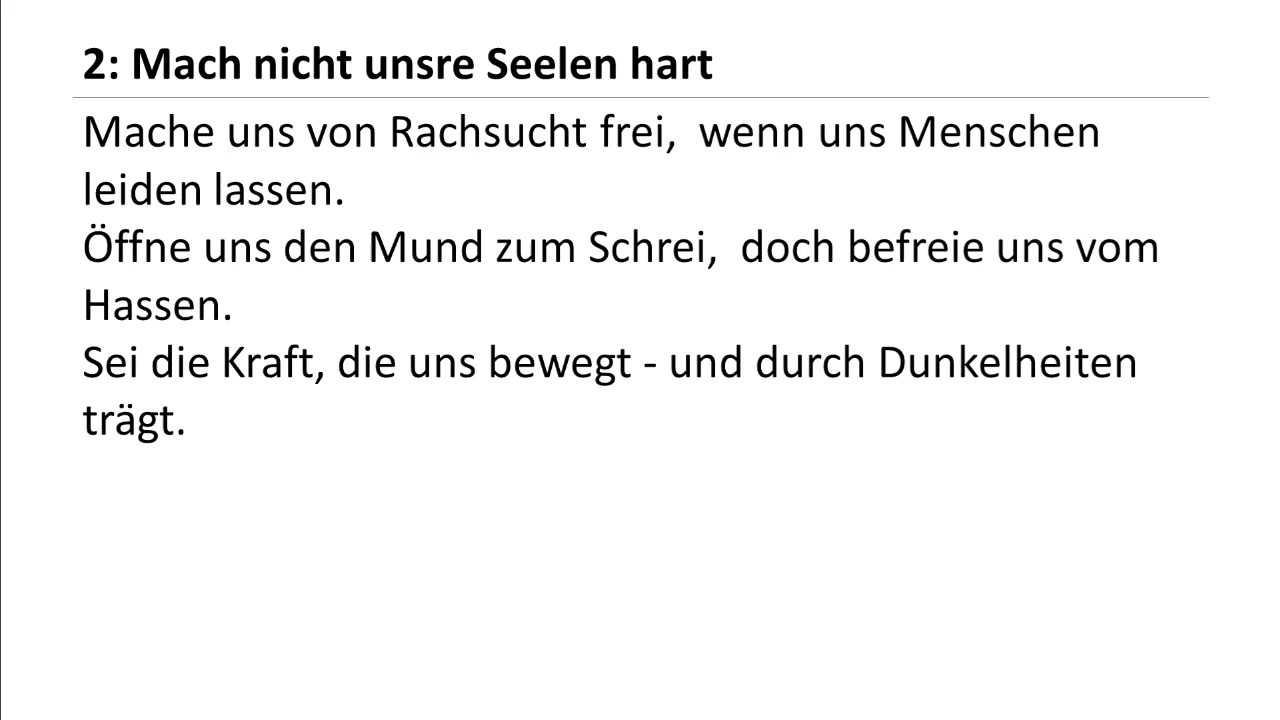 2: Mach nicht unsre Seelen hart
Mache uns von Rachsucht frei,  wenn uns Menschen
leiden lassen.
Öffne uns den Mund zum Schrei,  doch befreie uns vom
Hassen.
Sei die Kraft, die uns bewegt - und durch Dunkelheiten
trägt.